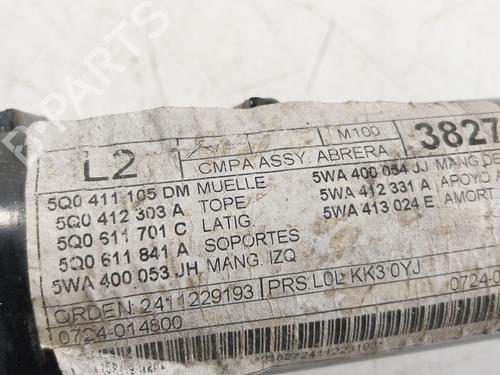 L2 CMPA ASSY. ABRERA M100 3827
5Q0 411 105 DM MUELLE
5Q0 412 303 A TOPE
5Q0 611 701 C LATIG.
5Q0 611 841 A SOPORTES
5WA 400 053 JH MANG. IZQ
5WA 400 054 JJ MANG DE
5WA 412 331 A APOYO A
5WA 413 024 E AMORT
ORDEN: 2411229193 PRS: L0L KK3 0YJ
0724-014800 0724-0